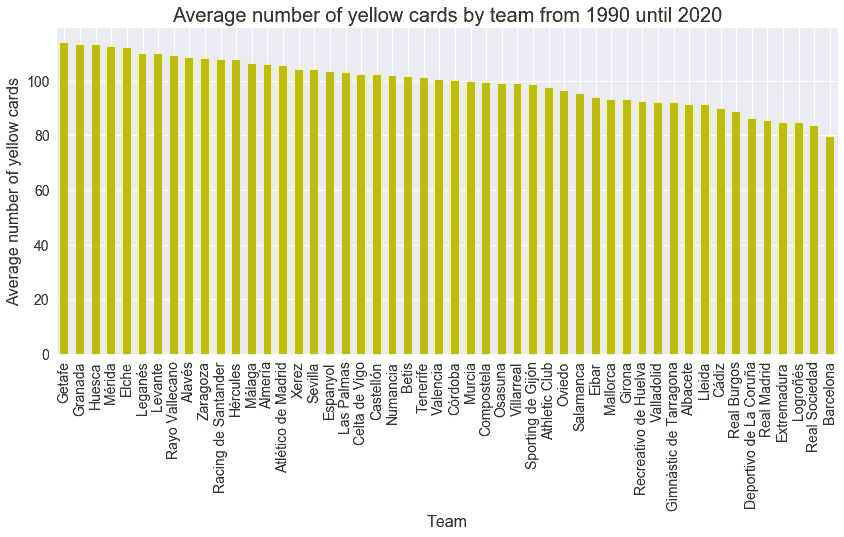 Average number of yellow cards by team from 1990 until 2020
Average number of yellow cards
100
80
60
40
20
0
Getafe
Granada
Huesca
Mérida
Elche
Leganés
Levante
Rayo Vallecano
Alavés
Zaragoza
Racing de Santander
Hércules
Málaga
Almería
Atlético de Madrid
Xerez
Sevilla
Espanyol
Las Palmas
Celta de Vigo
Castellón
Numancia
Betis
Tenerife
Valencia
Córdoba
Murcia
Compostela
Osasuna
Villarreal
Sporting de Gijón
Athletic Club
Oviedo
Salamanca
Eibar
Mallorca
Girona
Recreativo de Huelva
Valladolid
Gimnàstic de Tarragona
Albacete
Lleida
Cádiz
Real Burgos
Deportivo de La Coruña
Real Madrid
Extremadura
Logroñés
Real Sociedad
Barcelona
Team